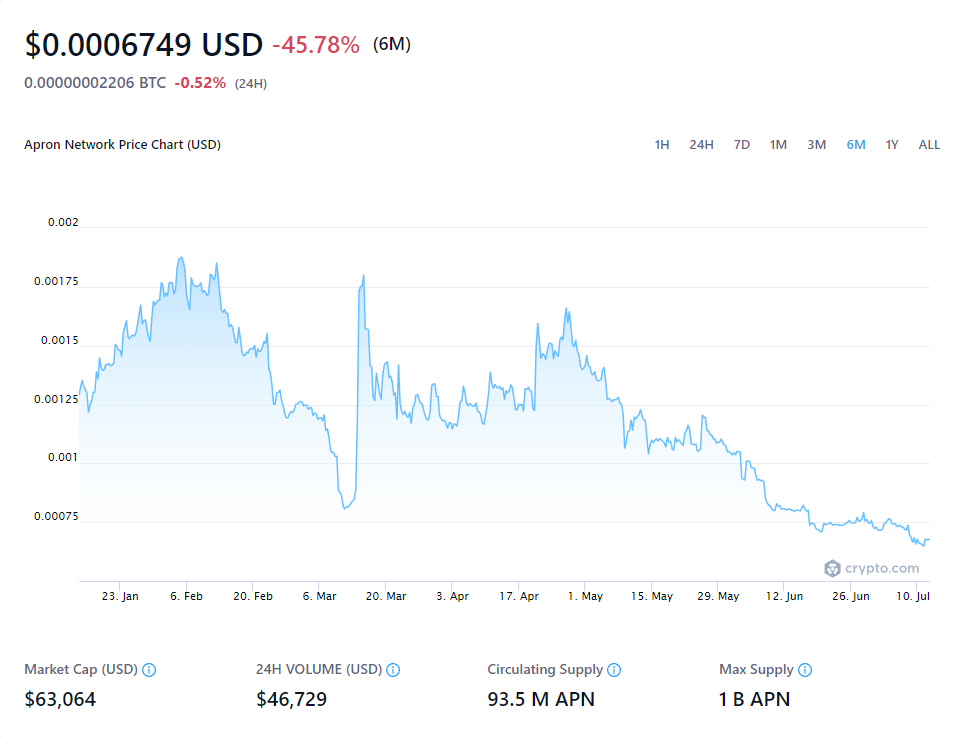 $0.0006749 USD -45.78% (6M)
0.00000002206 BTC -0.52% (24H)
Apron Network Price Chart (USD) 1H 24H 7D 1M 3M 6M 1Y ALL
0.002
0.00175
0.0015
0.00125
0.001
0.00075
crypto.com
23. Jan 6. Feb 20. Feb 6. Mar 20. Mar 3. Apr 17. Apr 1. May 15. May 29. May 12. Jun 26. Jun 10. Jul
Market Cap (USD) 24H VOLUME (USD) Circulating Supply Max Supply
$63,064 $46,729 93.5 M APN 1 B APN